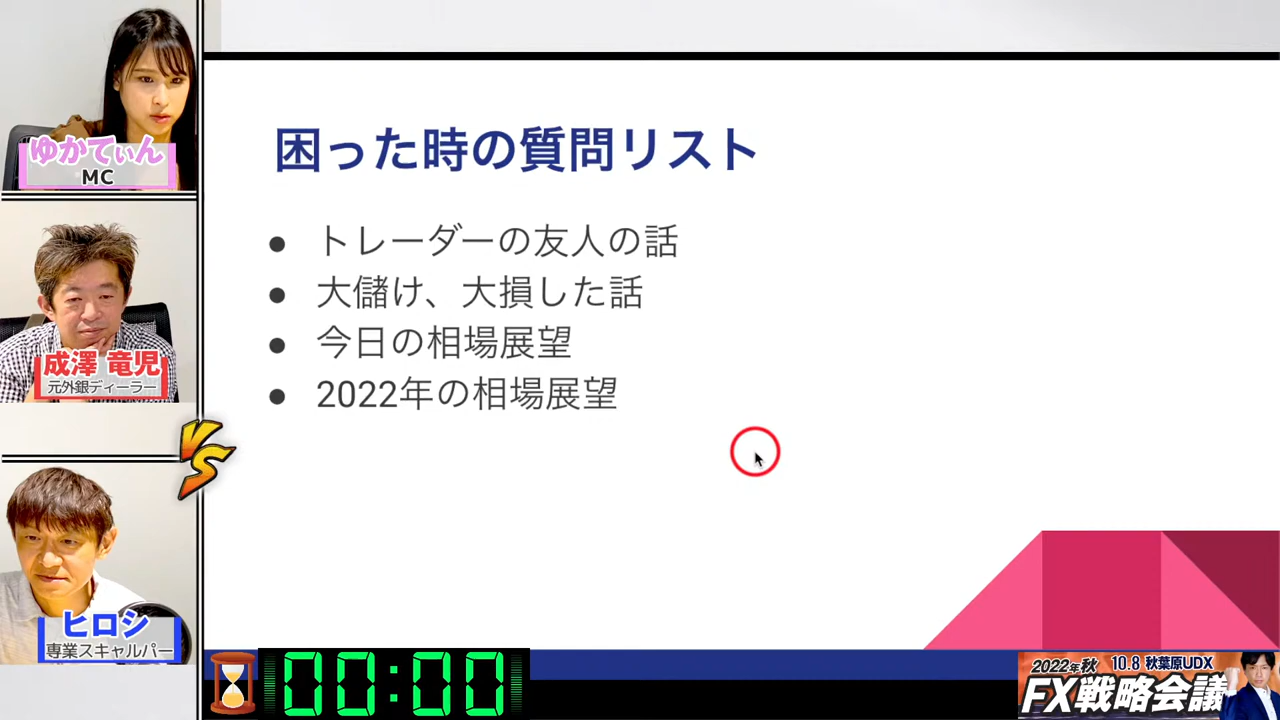 ゆかてぃん
MC
成澤 竜児
元外銀ディーラー
VS
ヒロシ
専業スキャルパー
困った時の質問リスト
● トレーダーの友人の話
● 大儲け、大損した話
● 今日の相場展望
● 2022年の相場展望
00:00
2022年秋 10.8 秋葉原UDX
FX戦略会議